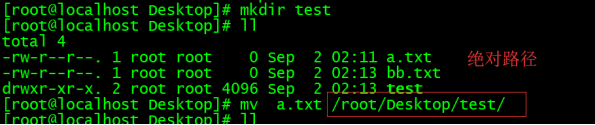 [root@localhost Desktop]# mkdir test
[root@localhost Desktop]# ll
total 4
-rw-r--r--. 1 root root    0 Sep  2 02:11 a.txt
绝对路径
-rw-r--r--. 1 root root    0 Sep  2 02:13 bb.txt
drwxr-xr-x. 2 root root 4096 Sep  2 02:13 test
[root@localhost Desktop]# mv  a.txt /root/Desktop/test/
[root@localhost Desktop]# ll